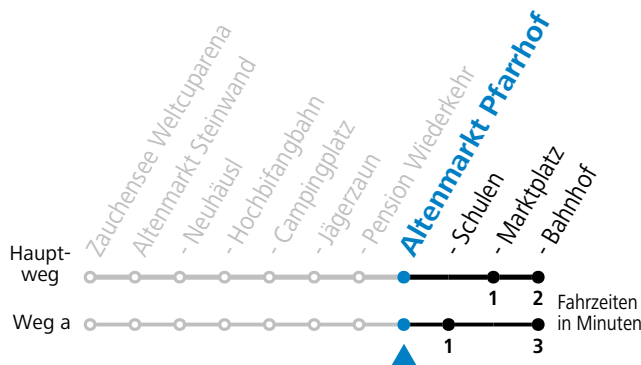 Zauchensee Weltcuparena
Altenmarkt Steinwand
- Neuhäusl
- Hochbifangbahn
- Campingplatz
- Jägerzaun
- Pension Wiederkehr
Altenmarkt Pfarrhof
- Schulen
- Marktplatz
- Bahnhof
Haupt-
weg
1 2
Fahrzeiten
in Minuten
Weg a
1 3